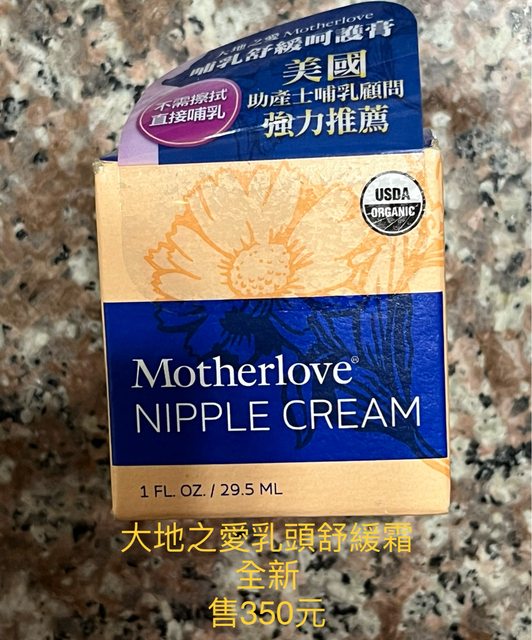 大地之愛 Motherlove
哺乳舒緩呵護膏
美國
助產士哺乳顧問
強力推薦
不需擦拭
直接哺乳
USDA
ORGANIC
Motherlove®
NIPPLE CREAM
1 FL. OZ. / 29.5 ML
大地之愛乳頭舒緩霜
全新
售350元